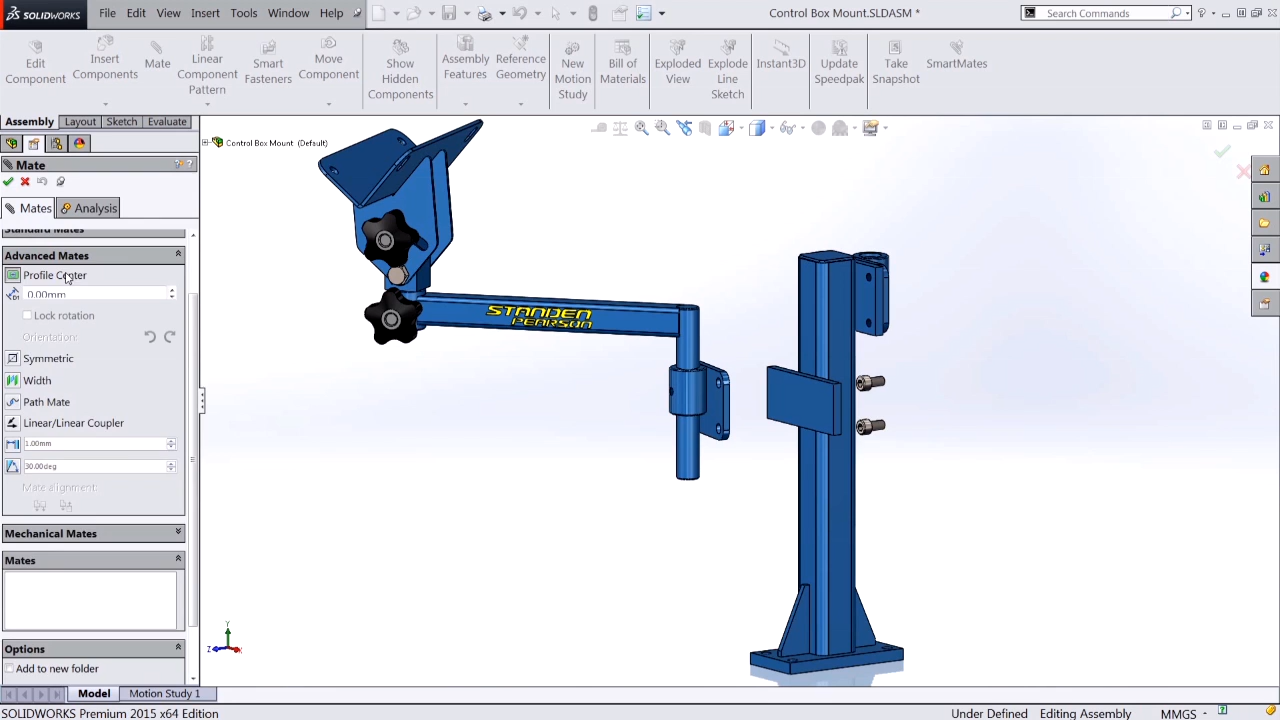 SOLIDWORKS File Edit View Insert Tools Window Help Control Box Mount.SLDASM * Search Commands
Edit Component
Insert Components
Mate
Linear Component Pattern
Smart Fasteners
Move Component
Show Hidden Components
Assembly Features
Reference Geometry
New Motion Study
Bill of Materials
Exploded View
Explode Line Sketch
Instant3D
Update Speedpak
Take Snapshot
SmartMates
Assembly Layout Sketch Evaluate
Control Box Mount (Default)
Mate
Mates Analysis
Standard Mates
Advanced Mates
Profile Center
0.00mm
Lock rotation
Orientation:
Symmetric
Width
Path Mate
Linear/Linear Coupler
1.00mm
30.00deg
Mate alignment:
Mechanical Mates
Mates
Options
Add to new folder
STANDEN
PEARSON
Y
Z X
Model Motion Study 1
SOLIDWORKS Premium 2015 x64 Edition Under Defined Editing Assembly MMGS